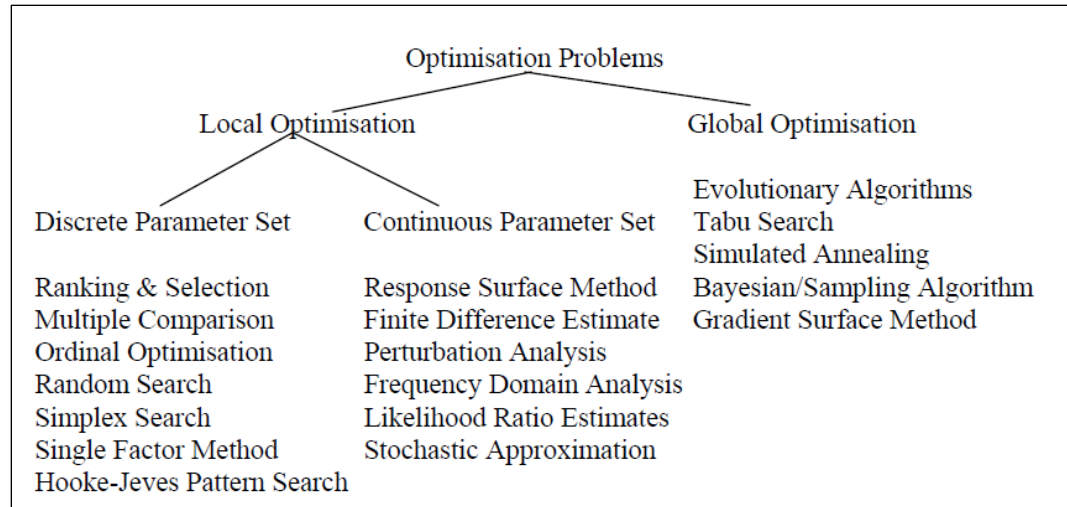 Optimisation Problems
Local Optimisation
Global Optimisation
Discrete Parameter Set
Ranking & Selection
Multiple Comparison
Ordinal Optimisation
Random Search
Simplex Search
Single Factor Method
Hooke-Jeves Pattern Search
Continuous Parameter Set
Response Surface Method
Finite Difference Estimate
Perturbation Analysis
Frequency Domain Analysis
Likelihood Ratio Estimates
Stochastic Approximation
Evolutionary Algorithms
Tabu Search
Simulated Annealing
Bayesian/Sampling Algorithm
Gradient Surface Method